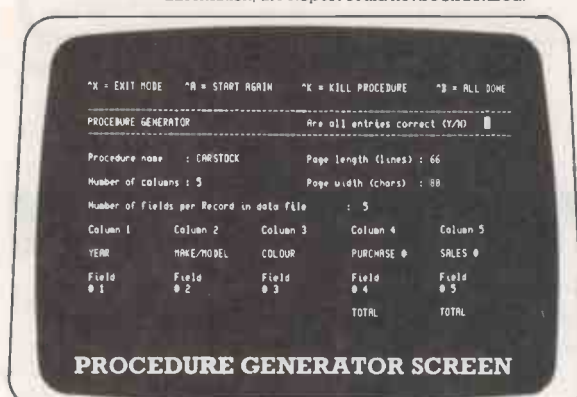 ^X = EXIT MODE ^A = START AGAIN ^K = KILL PROCEDURE ^B = ALL DONE
PROCEDURE GENERATOR Are all entries correct (Y/N)
Procedure name : CARSTOCK Page length (lines) : 66
Number of columns : 5 Page width (chars) : 80
Number of fields per Record in data file : 5
Column 1 Column 2 Column 3 Column 4 Column 5
YEAR MAKE/MODEL COLOUR PURCHASE SALES
Field Field Field Field Field
1 2 3 4 5
TOTAL TOTAL
PROCEDURE GENERATOR SCREEN